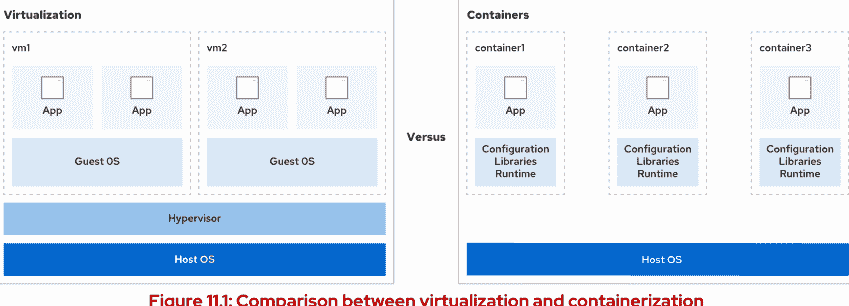 Virtualization
vm1
App
App
Guest OS
vm2
App
App
Guest OS
Hypervisor
Host OS
Versus
Containers
container1
App
Configuration
Libraries
Runtime
container2
App
Configuration
Libraries
Runtime
container3
App
Configuration
Libraries
Runtime
Host OS
Figure 11.1: Comparison between virtualization and containerization